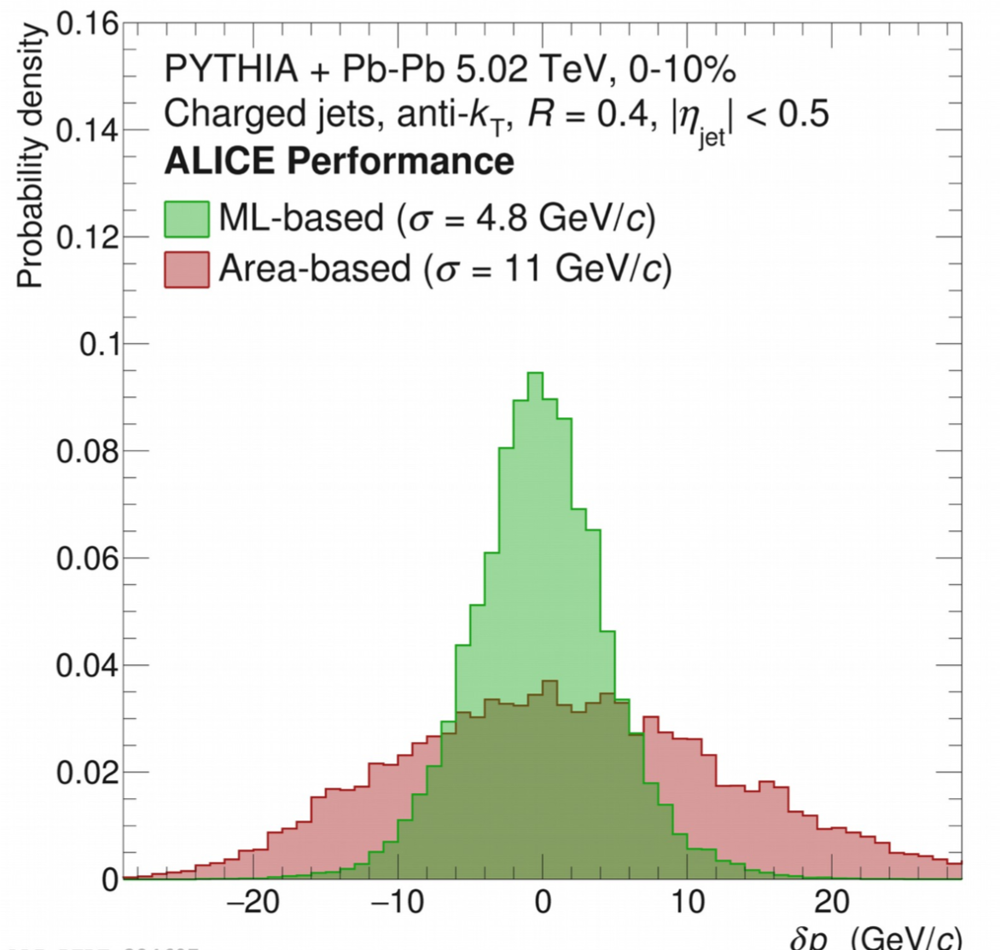 Probability density
0.16
0.14
0.12
0.1
0.08
0.06
0.04
0.02
0
PYTHIA + Pb-Pb 5.02 TeV, 0-10%
Charged jets, anti-kT, R = 0.4, |ηjet| < 0.5
ALICE Performance
ML-based (σ = 4.8 GeV/c)
Area-based (σ = 11 GeV/c)
−20 −10 0 10 20
δp (GeV/c)